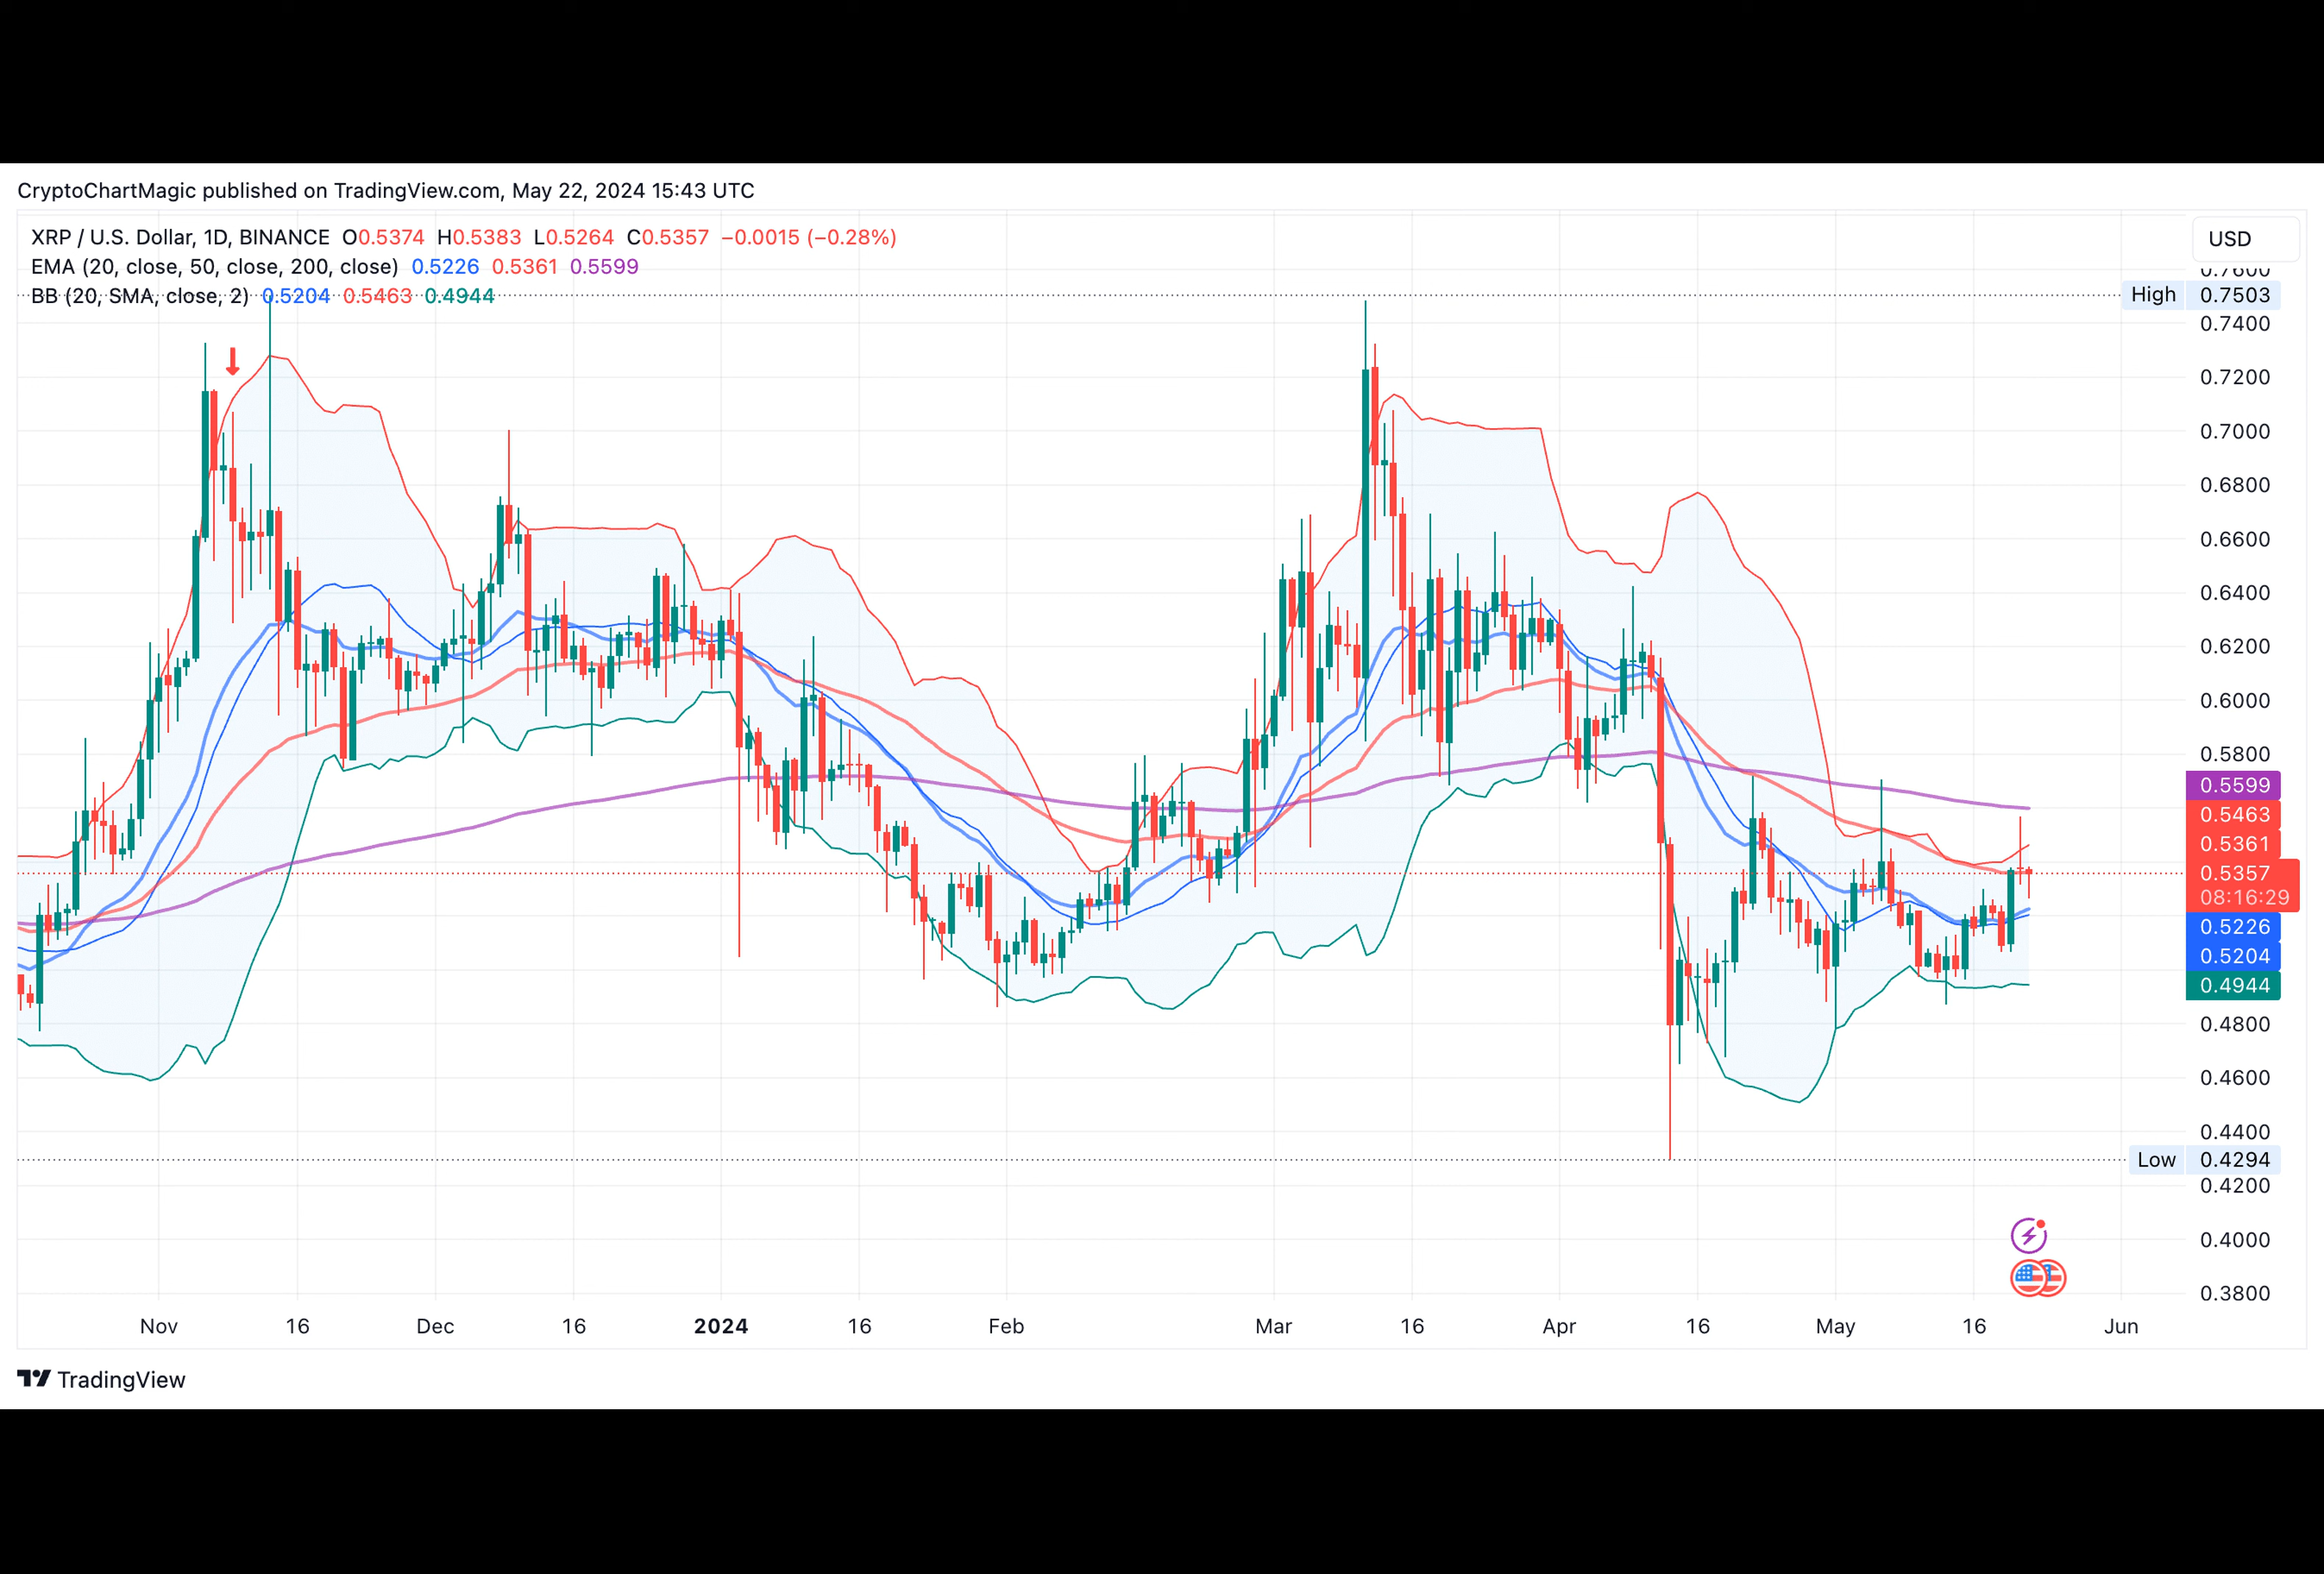 CryptoChartMagic published on TradingView.com, May 22, 2024 15:43 UTC
XRP / U.S. Dollar, 1D, BINANCE O0.5374 H0.5383 L0.5264 C0.5357 −0.0015 (−0.28%)
EMA (20, close, 50, close, 200, close) 0.5226 0.5361 0.5599
BB (20, SMA, close, 2) 0.5204 0.5463 0.4944
USD
0.7600
High 0.7503
0.7400
0.7200
0.7000
0.6800
0.6600
0.6400
0.6200
0.6000
0.5800
0.5599
0.5463
0.5361
0.5357
08:16:29
0.5226
0.5204
0.4944
0.4800
0.4600
0.4400
Low 0.4294
0.4200
0.4000
0.3800
Nov 16 Dec 16 2024 16 Feb Mar 16 Apr 16 May 16 Jun
TradingView